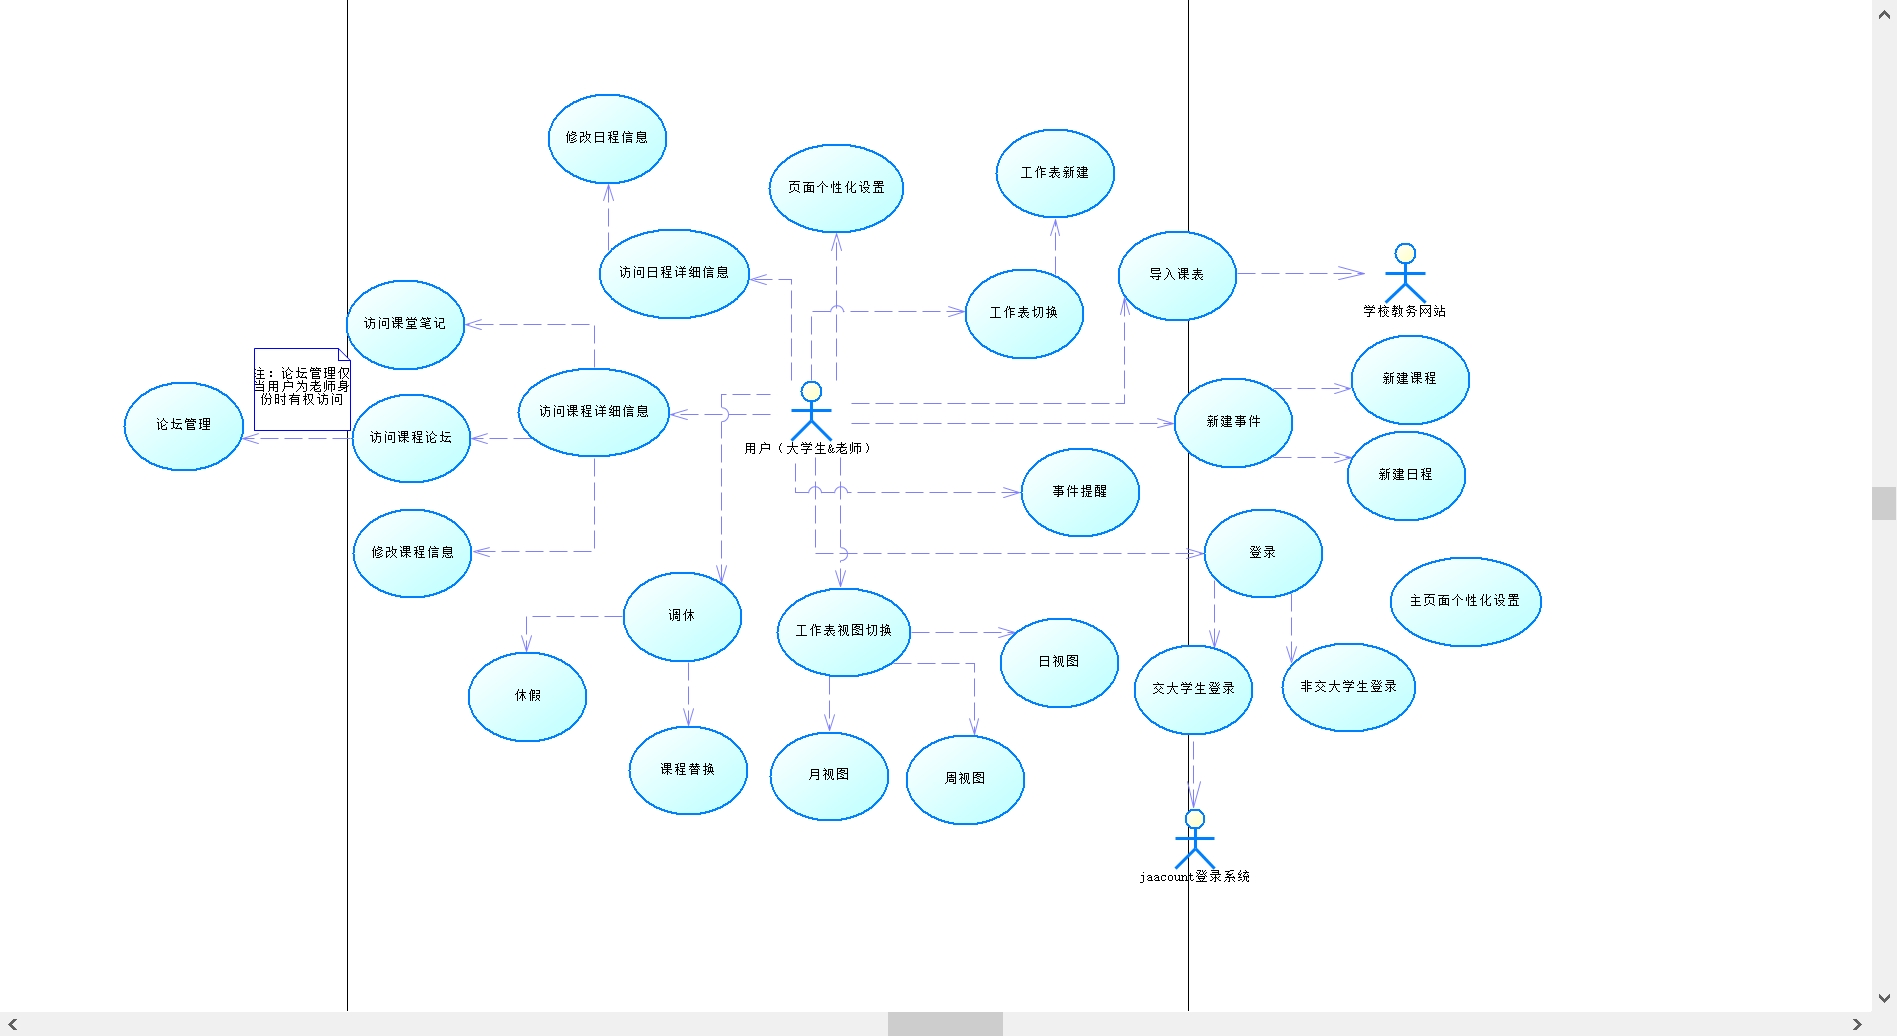 修改日程信息
页面个性化设置
工作表新建
访问日程详细信息
导入课表
学校教务网站
工作表切换
访问课堂笔记
注：论坛管理仅
当用户为老师身
份时有权访问
新建课程
论坛管理
访问课程论坛
访问课程详细信息
用户（大学生&老师）
新建事件
新建日程
事件提醒
修改课程信息
登录
主页面个性化设置
调休
工作表视图切换
日视图
交大学生登录
非交大学生登录
休假
课程替换
月视图
周视图
jaacount登录系统